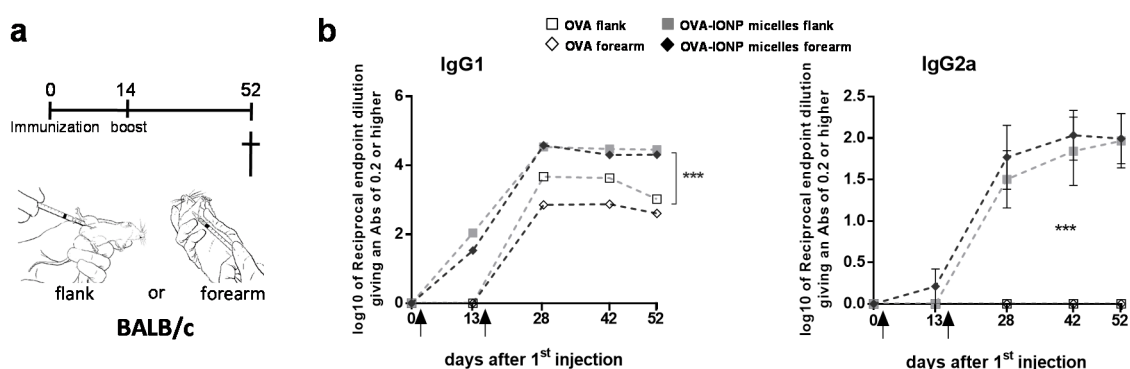 a
0 14 52
Immunization boost
flank or forearm
BALB/c
b
OVA flank OVA-IONP micelles flank
OVA forearm OVA-IONP micelles forearm
IgG1
log10 of Reciprocal endpoint dilution
giving an Abs of 0.2 or higher
6
4
2
0
***
0 13 28 42 52
days after 1st injection
IgG2a
log10 of Reciprocal endpoint dilution
giving an Abs of 0.2 or higher
2.5
2.0
1.5
1.0
0.5
0.0
***
0 13 28 42 52
days after 1st injection